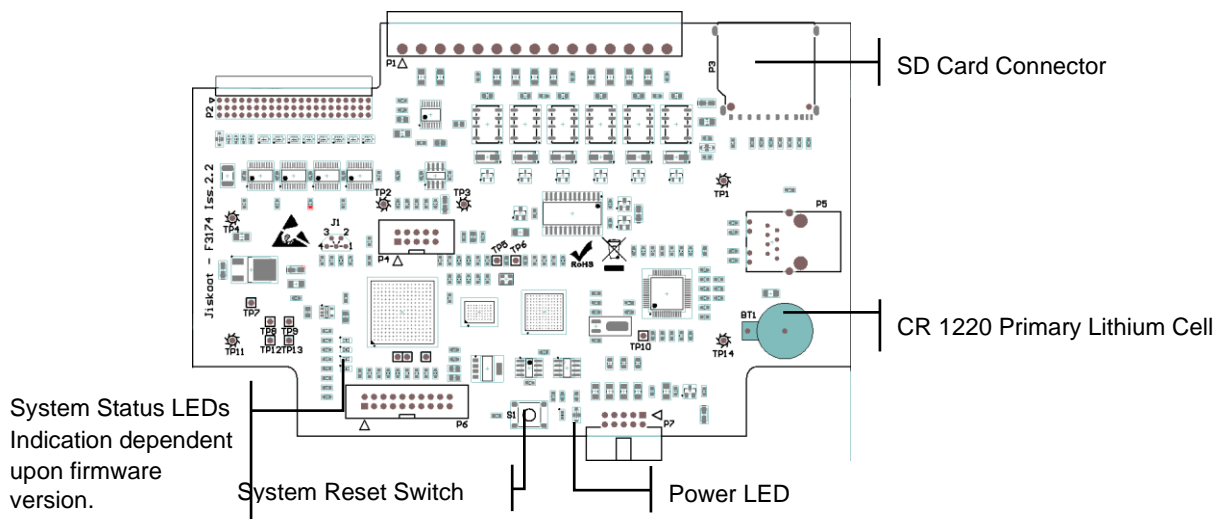 P1
P3
SD Card Connector
P2
TP2
TP3
TP1
P5
Jiskoot - F3174 Iss.2.2
TP4
J1
3 2
4 1
P4
TP5
TP6
RoHS
TP7
TP8
TP9
TP11
TP12
TP13
TP10
BT1
TP14
CR 1220 Primary Lithium Cell
S1
P6
P7
System Status LEDs
Indication dependent
upon firmware
version.
System Reset Switch
Power LED